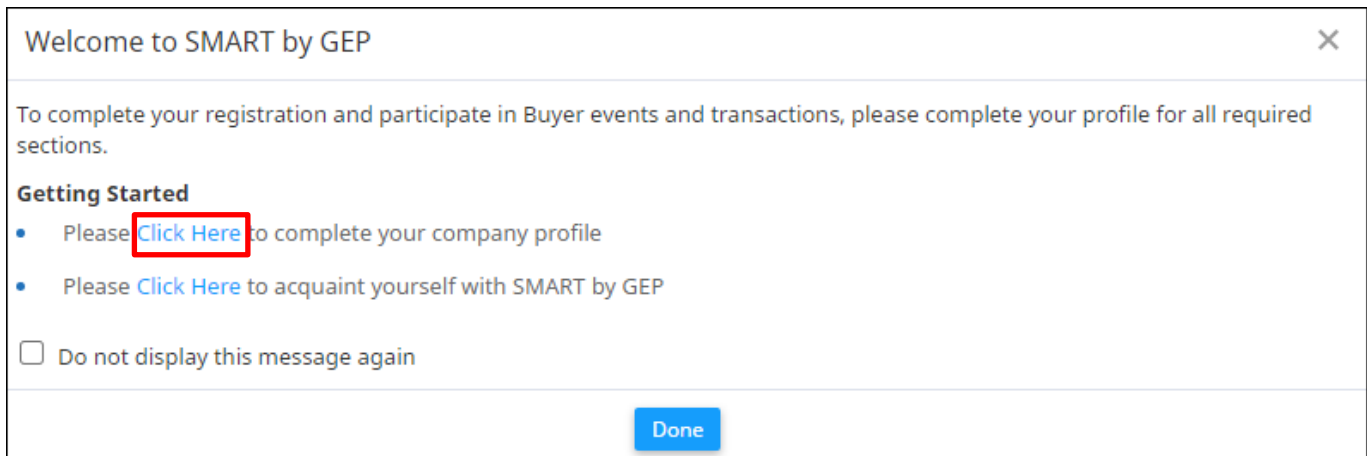 Welcome to SMART by GEP
To complete your registration and participate in Buyer events and transactions, please complete your profile for all required
sections.
Getting Started
Please Click Here to complete your company profile
Please Click Here to acquaint yourself with SMART by GEP
Do not display this message again
Done